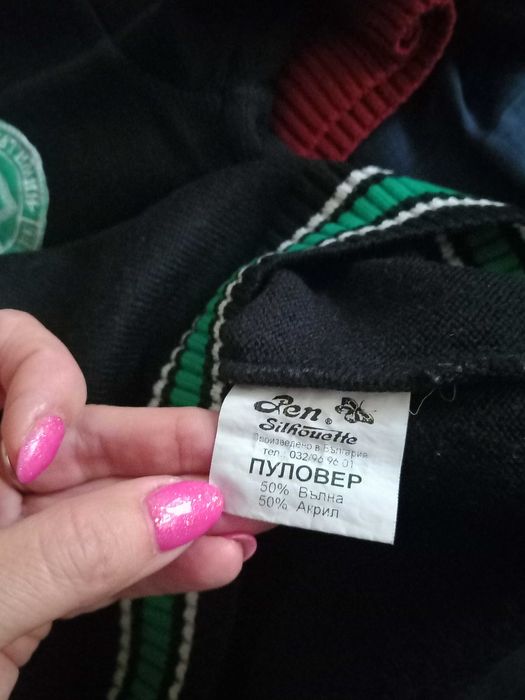 Pen®
Silhouette
Произведено в България
тел.: 032/96 96 01
ПУЛОВЕР
50% Вълна
50% Акрил